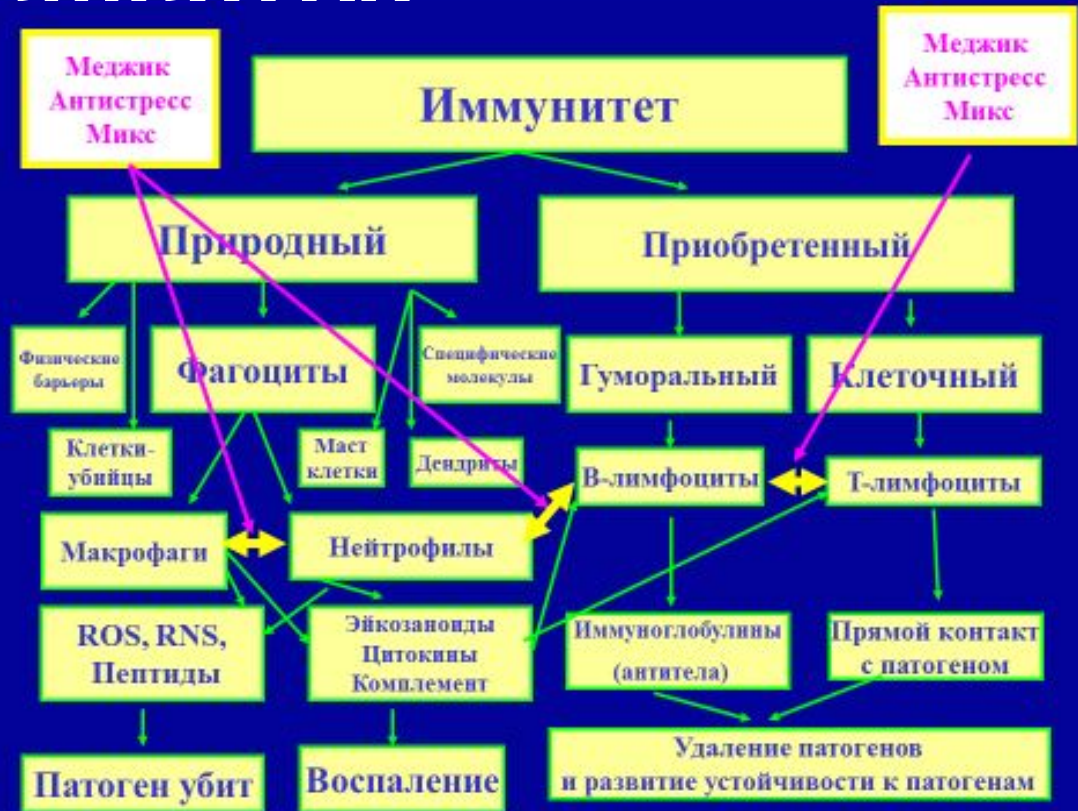 Меджик
Антистресс
Микс
Иммунитет
Меджик
Антистресс
Микс
Природный
Приобретенный
Физические
барьеры
Фагоциты
Специфические
молекулы
Гуморальный
Клеточный
Клетки-
убийцы
Маст
клетки
Дендриты
В-лимфоциты
Т-лимфоциты
Макрофаги
Нейтрофилы
ROS, RNS,
Пептиды
Эйкозаноиды
Цитокины
Комплемент
Иммуноглобулины
(антитела)
Прямой контакт
с патогеном
Патоген убит
Воспаление
Удаление патогенов
и развитие устойчивости к патогенам